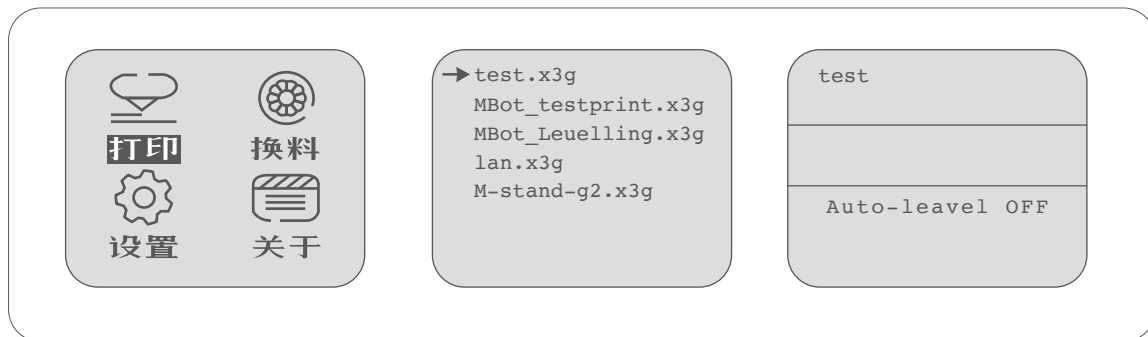 打印 换料
设置 关于
test.x3g
MBot_testprint.x3g
MBot_Leuelling.x3g
lan.x3g
M-stand-g2.x3g
test
Auto-leavel OFF